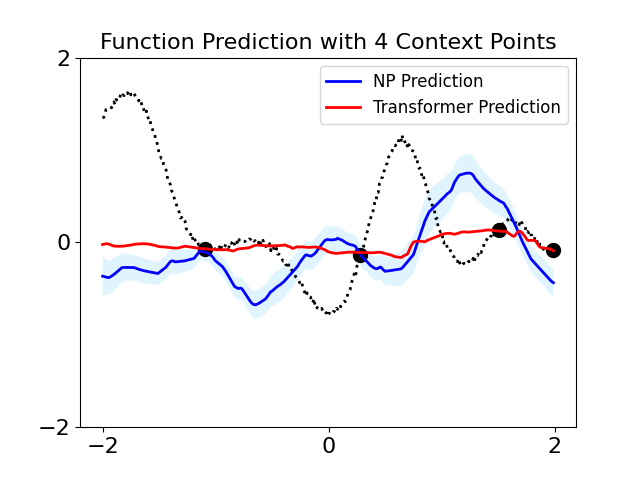 Function Prediction with 4 Context Points
2
NP Prediction
Transformer Prediction
0
−2
−2 0 2